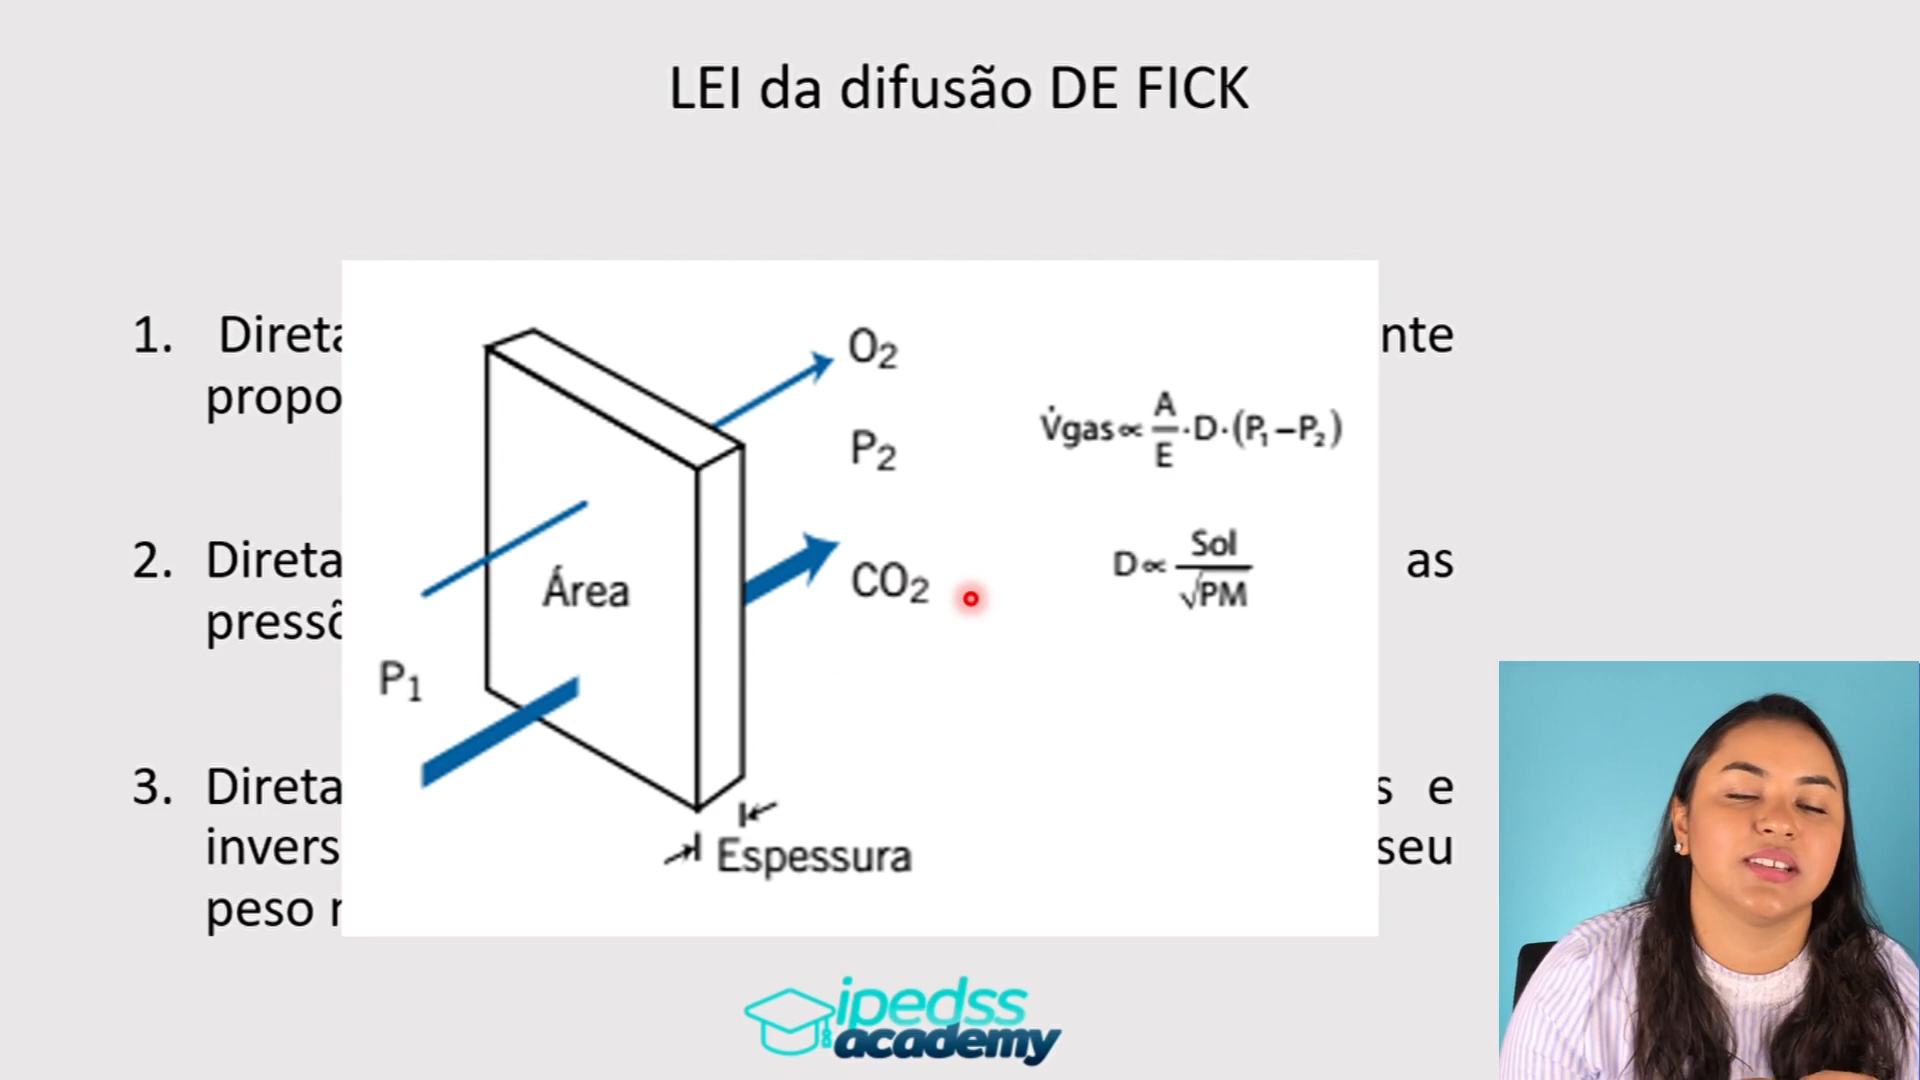 LEI da difusão DE FICK
1. Direta nte
propo
2. Direta as
pressõ
3. Direta s e
invers seu
peso
O2
P2
CO2
Área
P1
Espessura
V̇gas∝ A/E ·D·(P1−P2)
D∝ Sol/√PM
ipedss
academy